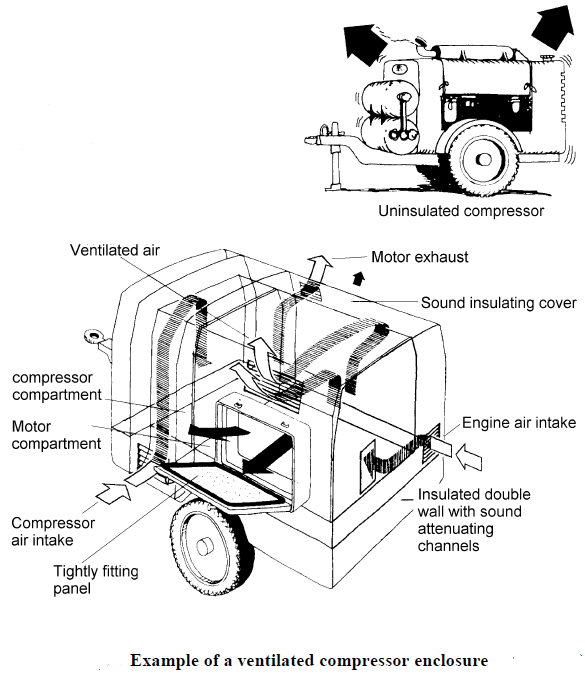 Uninsulated compressor
Ventilated air
Motor exhaust
Sound insulating cover
compressor
compartment
Motor
compartment
Engine air intake
Insulated double
wall with sound
attenuating
channels
Compressor
air intake
Tightly fitting
panel
Example of a ventilated compressor enclosure